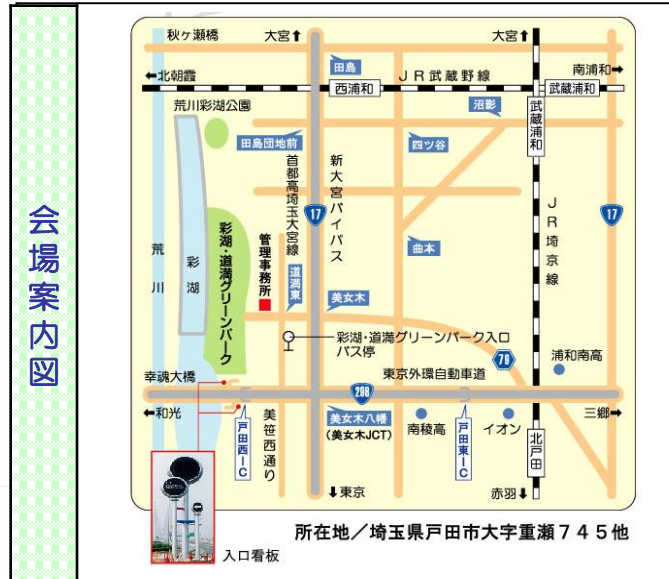 会場案内図
秋ヶ瀬橋
大宮↑
大宮↑
田島
←北朝霞
JR武蔵野線
南浦和→
西浦和
武蔵浦和
荒川彩湖公園
沼影
武蔵浦和
田島団地前
四ツ谷
首都高埼玉大宮線
新大宮バイパス
17
17
JR埼京線
荒川
彩湖
彩湖・道満グリーンパーク
管理事務所
道満東
曲本
美女木
彩湖・道満グリーンパーク入口
バス停
79
浦和南高
幸魂大橋
東京外環自動車道
298
←和光
戸田西IC
美笹西通り
美女木八幡
(美女木JCT)
南稜高
戸田東IC
イオン
北戸田
三郷→
↓東京
赤羽↓
入口看板
所在地／埼玉県戸田市大字重瀬745他